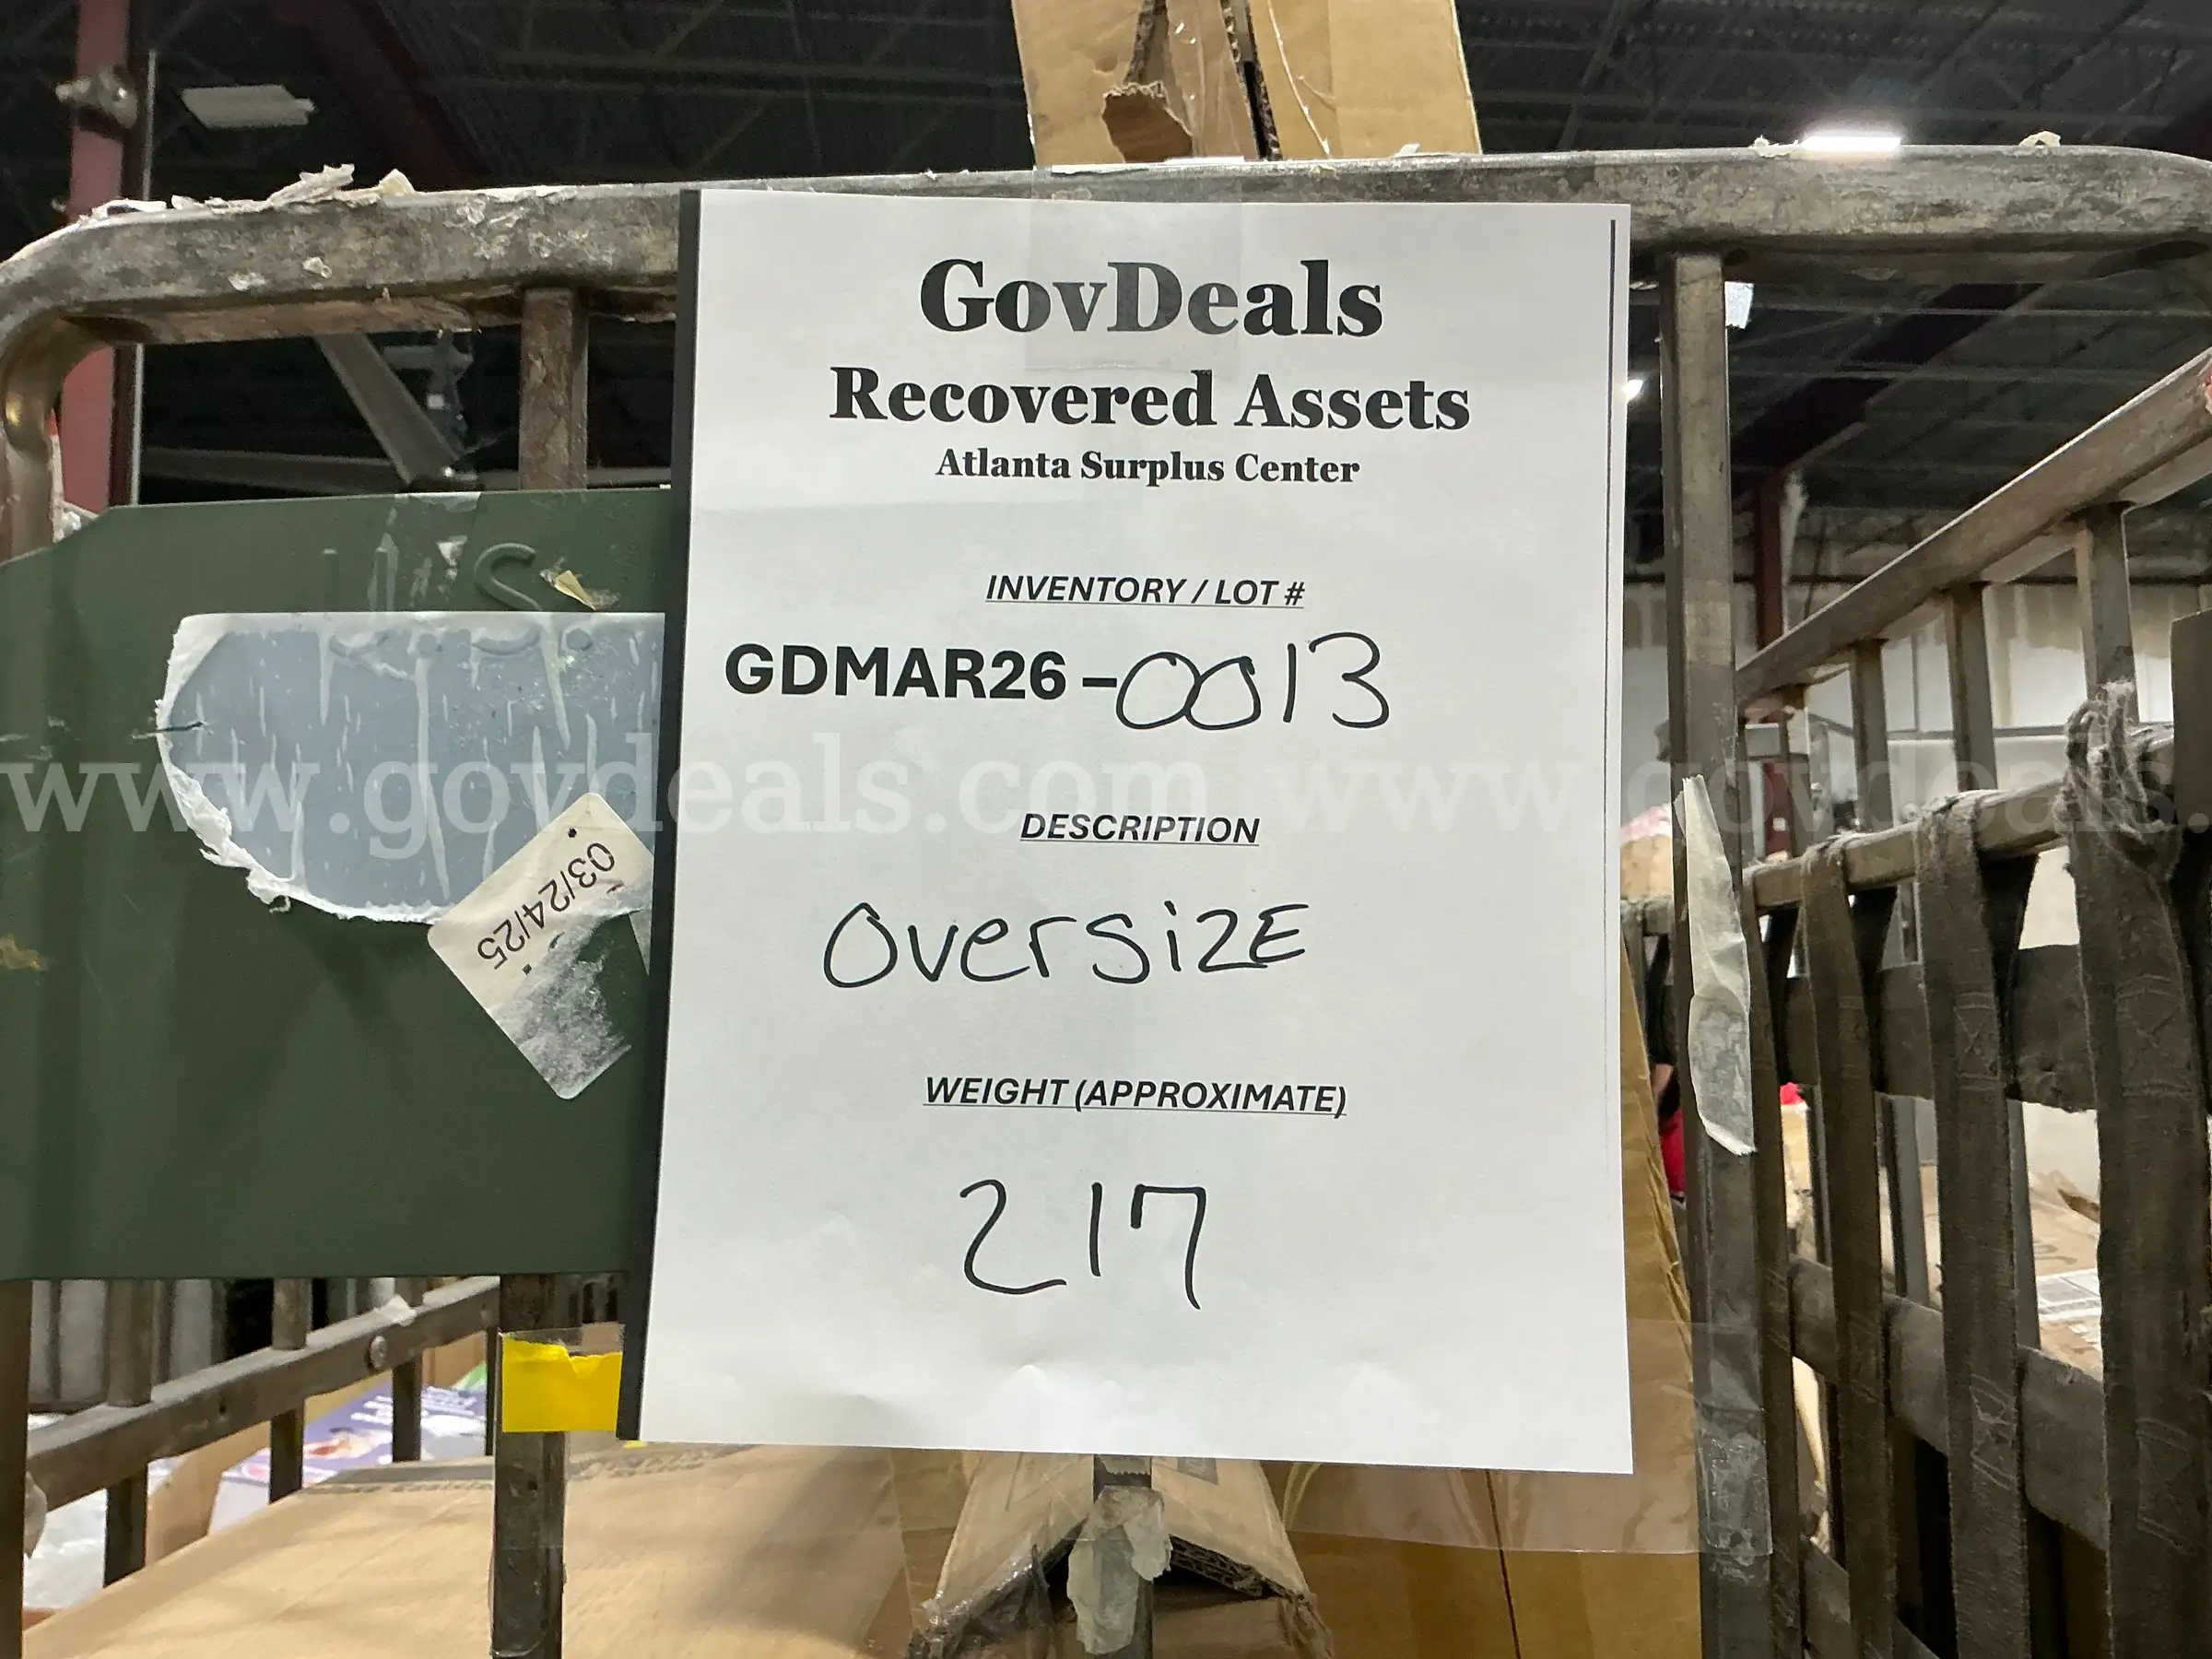 GovDeals
Recovered Assets
Atlanta Surplus Center
INVENTORY / LOT #
GDMAR26 - 0013
DESCRIPTION
OversizE
WEIGHT (APPROXIMATE)
217
U.S.
03/24/25
www.govdeals.com www.govdeals.